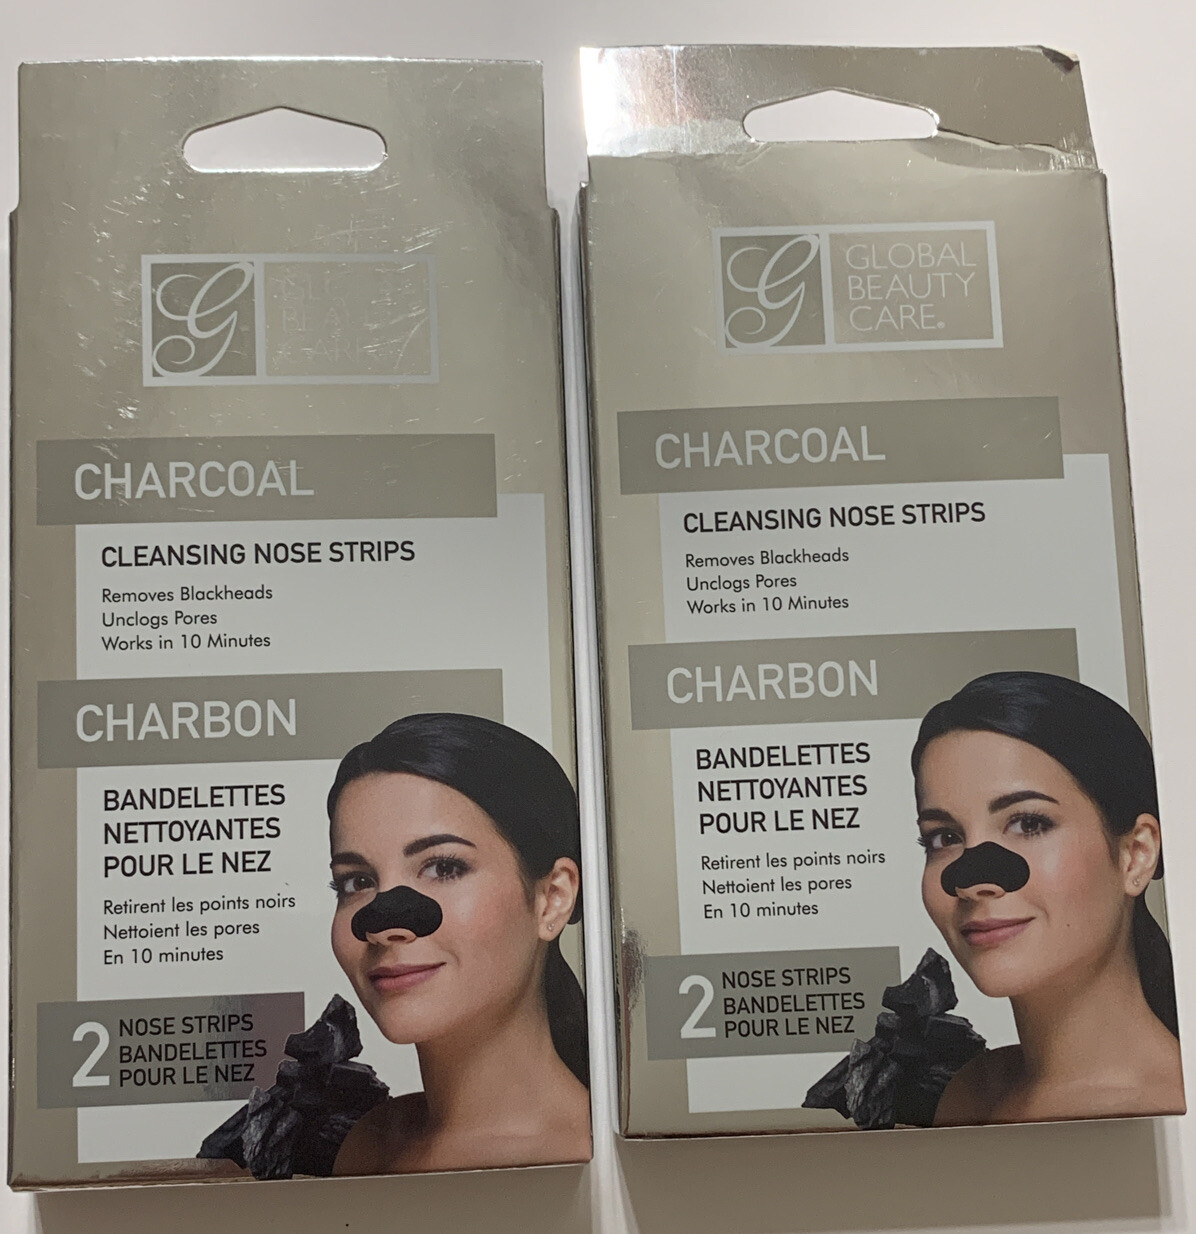 G
GLOBAL
BEAUTY
CARE
CHARCOAL
CLEANSING NOSE STRIPS
Removes Blackheads
Unclogs Pores
Works in 10 Minutes
CHARBON
BANDELETTES
NETTOYANTES
POUR LE NEZ
Retirent les points noirs
Nettoient les pores
En 10 minutes
2 NOSE STRIPS
BANDELETTES
POUR LE NEZ
G
GLOBAL
BEAUTY
CARE®
CHARCOAL
CLEANSING NOSE STRIPS
Removes Blackheads
Unclogs Pores
Works in 10 Minutes
CHARBON
BANDELETTES
NETTOYANTES
POUR LE NEZ
Retirent les points noirs
Nettoient les pores
En 10 minutes
2 NOSE STRIPS
BANDELETTES
POUR LE NEZ